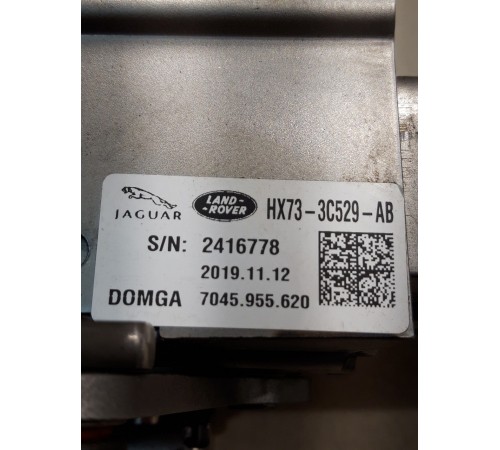 JAGUAR LAND-ROVER HX73-3C529-AB
S/N: 2416778
2019.11.12
DOMGA 7045.955.620